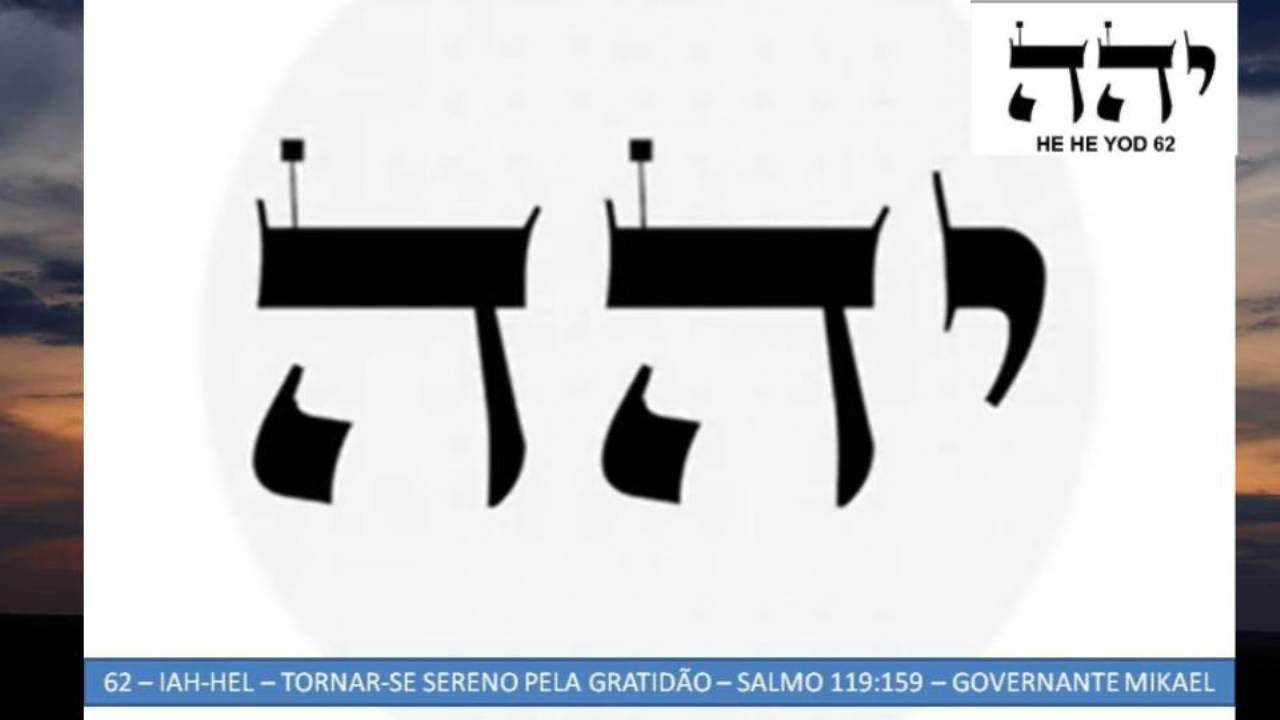 יהה
יהה
HE HE YOD 62
62 – IAH-HEL – TORNAR-SE SERENO PELA GRATIDÃO – SALMO 119:159 – GOVERNANTE MIKAEL